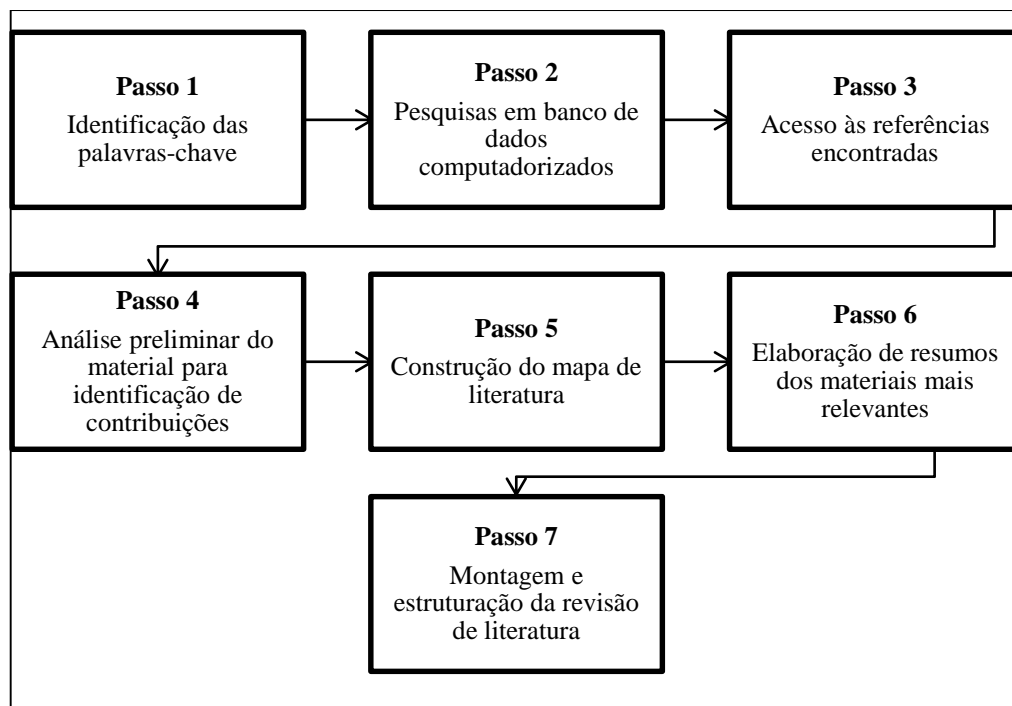 Passo 1
Identificação das
palavras-chave
Passo 2
Pesquisas em banco de
dados
computadorizados
Passo 3
Acesso às referências
encontradas
Passo 4
Análise preliminar do
material para
identificação de
contribuições
Passo 5
Construção do mapa de
literatura
Passo 6
Elaboração de resumos
dos materiais mais
relevantes
Passo 7
Montagem e
estruturação da revisão
de literatura